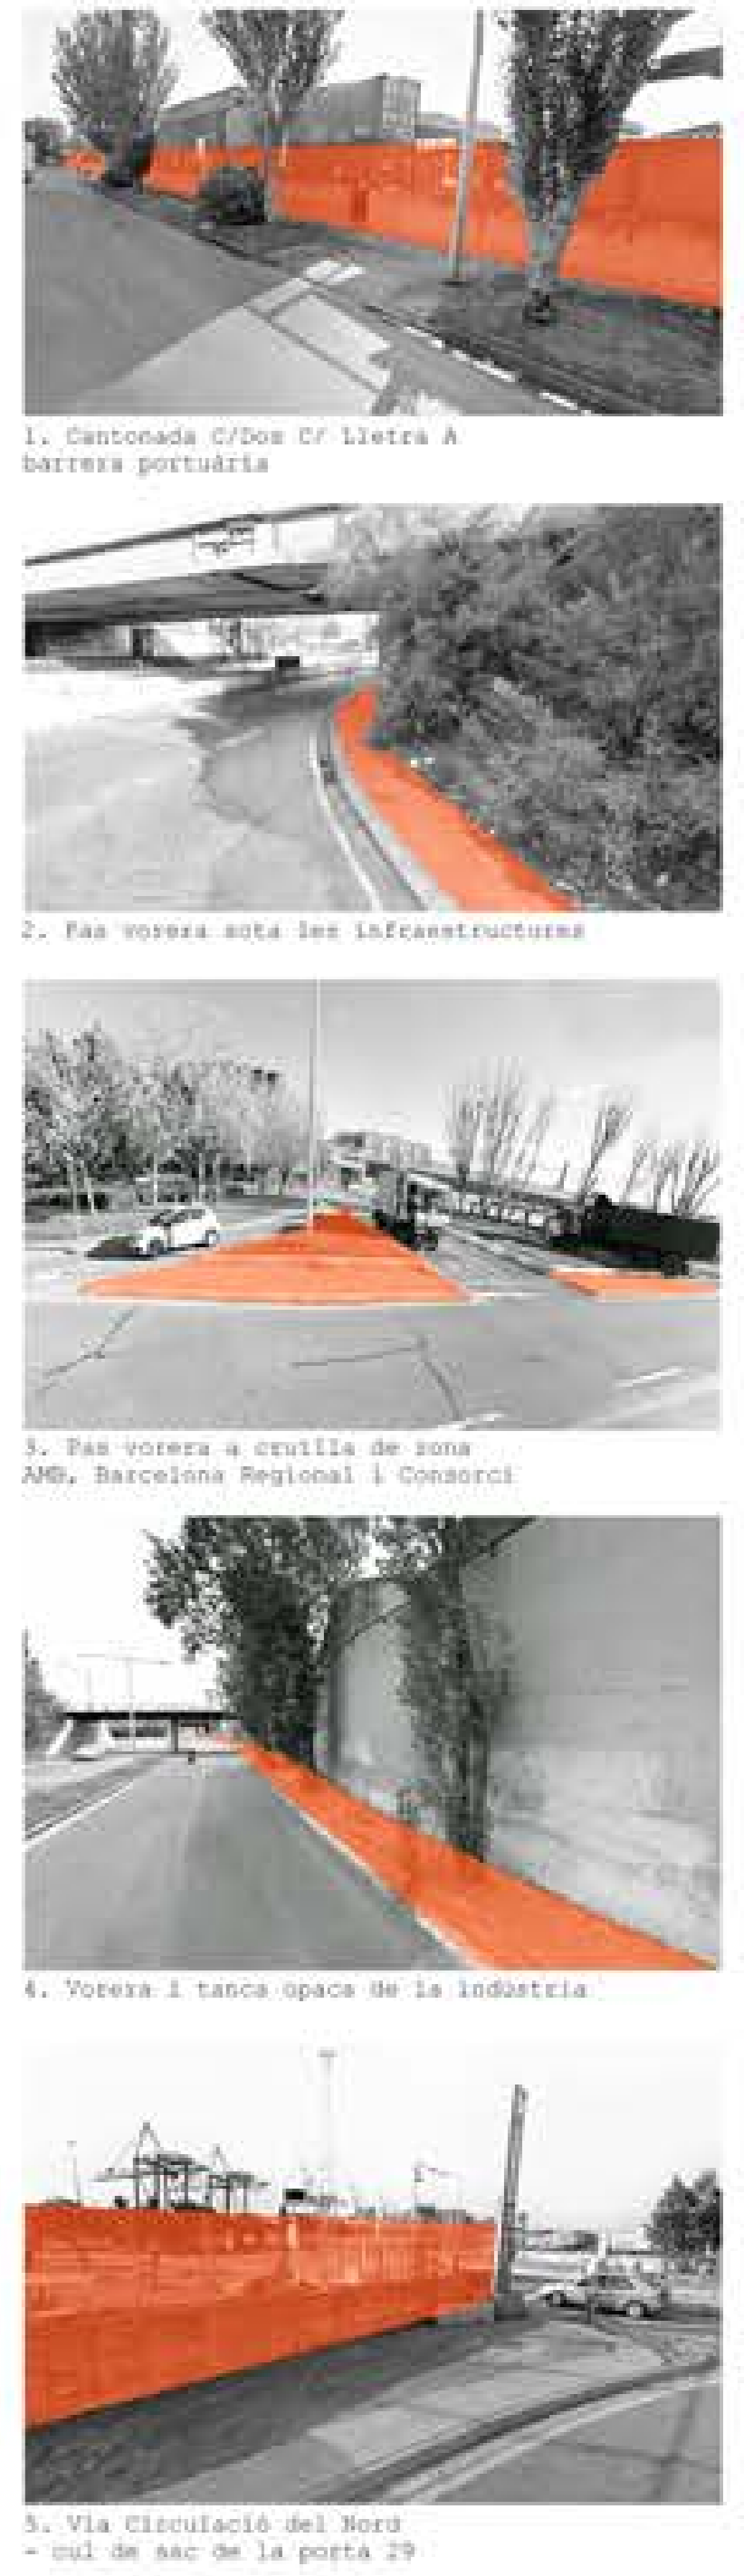 1. Cantonada C/Dos C/ Lletra A
barrera portuària
2. Pas vorera sota les infraestructures
3. Pas vorera a cruïlla de zona
AMB, Barcelona Regional i Consorci
4. Vorera i tanca opaca de la indústria
5. Via Circulació del Nord
- cul de sac de la porta 29